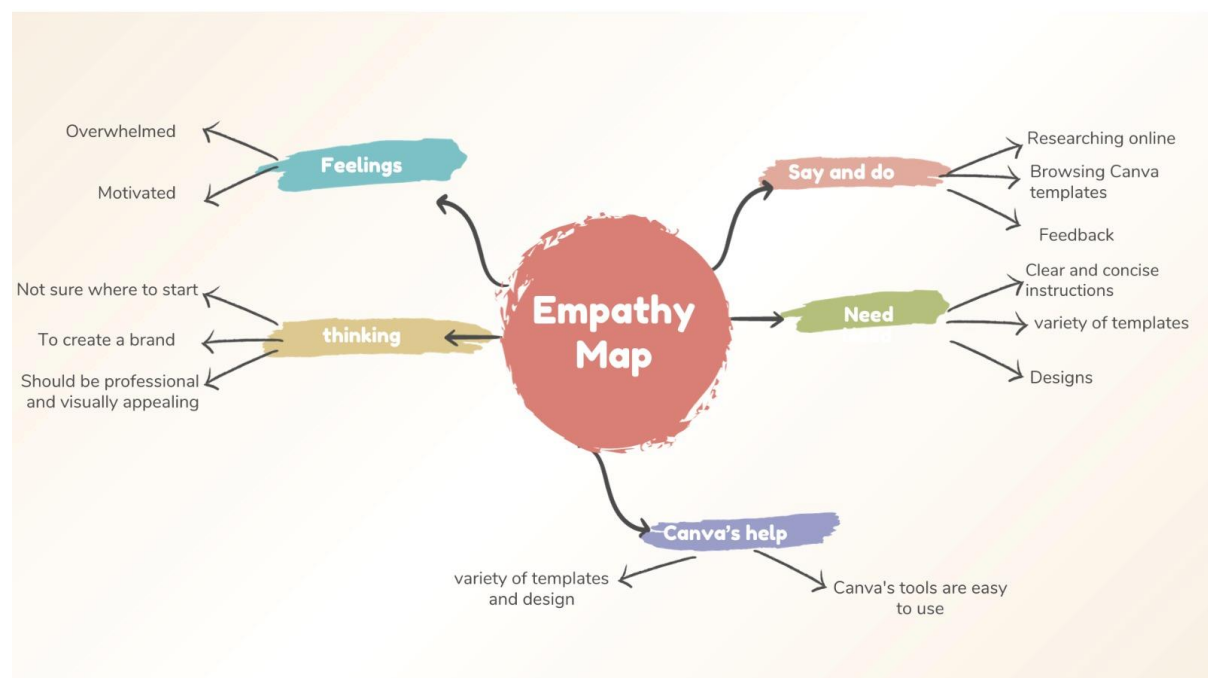 Empathy
Map
Feelings
Overwhelmed
Motivated
thinking
Not sure where to start
To create a brand
Should be professional
and visually appealing
Say and do
Researching online
Browsing Canva
templates
Feedback
Need
Clear and concise
instructions
variety of templates
Designs
Canva's help
variety of templates
and design
Canva's tools are easy
to use